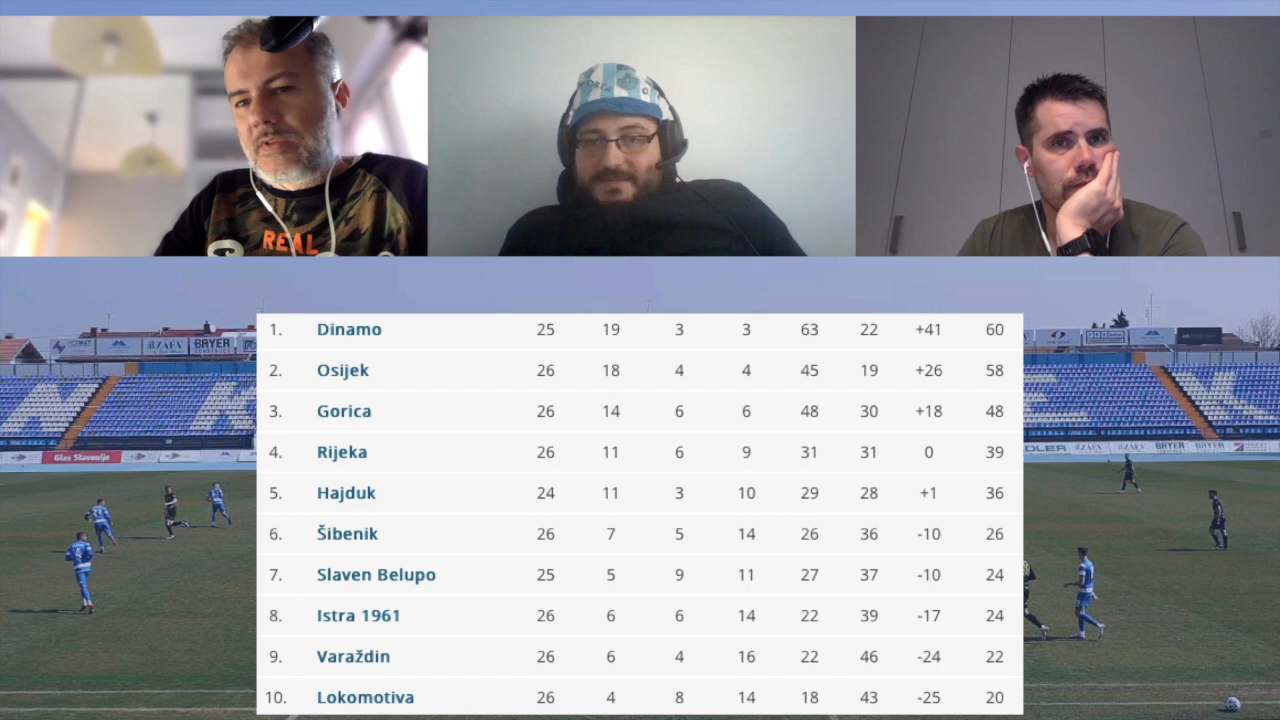 REAL
1. Dinamo 25 19 3 3 63 22 +41 60
2. Osijek 26 18 4 4 45 19 +26 58
3. Gorica 26 14 6 6 48 30 +18 48
4. Rijeka 26 11 6 9 31 31 0 39
5. Hajduk 24 11 3 10 29 28 +1 36
6. Šibenik 26 7 5 14 26 36 -10 26
7. Slaven Belupo 25 5 9 11 27 37 -10 24
8. Istra 1961 26 6 6 14 22 39 -17 24
9. Varaždin 26 6 4 16 22 46 -24 22
10. Lokomotiva 26 4 8 14 18 43 -25 20
BRYER
N K
E X
Glas Slavonije
BRYER